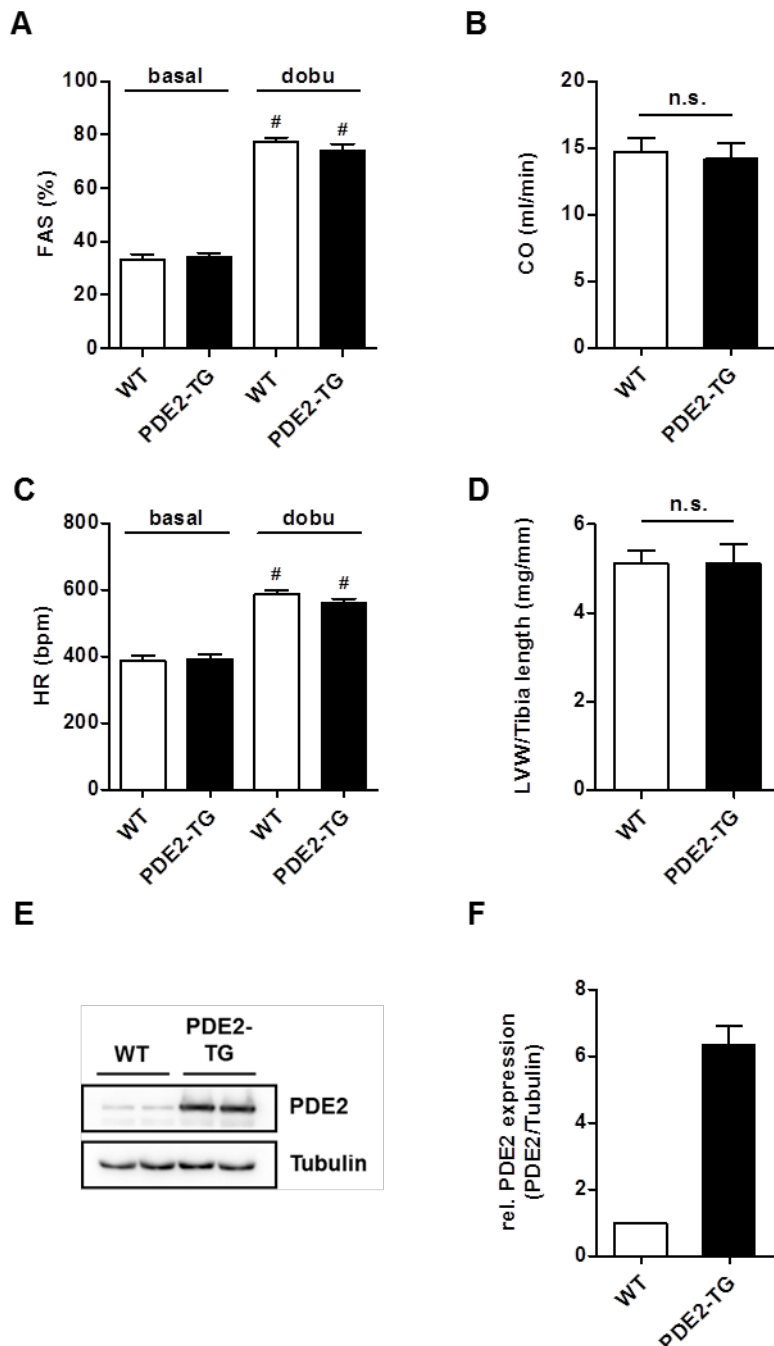 A
basal dobu
100
80
60
40
20
0
FAS (%)
# #
WT PDE2-TG WT PDE2-TG
B
n.s.
20
15
10
5
0
CO (ml/min)
WT PDE2-TG
C
basal dobu
800
600
400
200
0
HR (bpm)
# #
WT PDE2-TG WT PDE2-TG
D
n.s.
6
4
2
0
LVW/Tibia length (mg/mm)
WT PDE2-TG
E
PDE2-
WT TG
PDE2
Tubulin
F
8
6
4
2
0
rel. PDE2 expression
(PDE2/Tubulin)
WT PDE2-TG